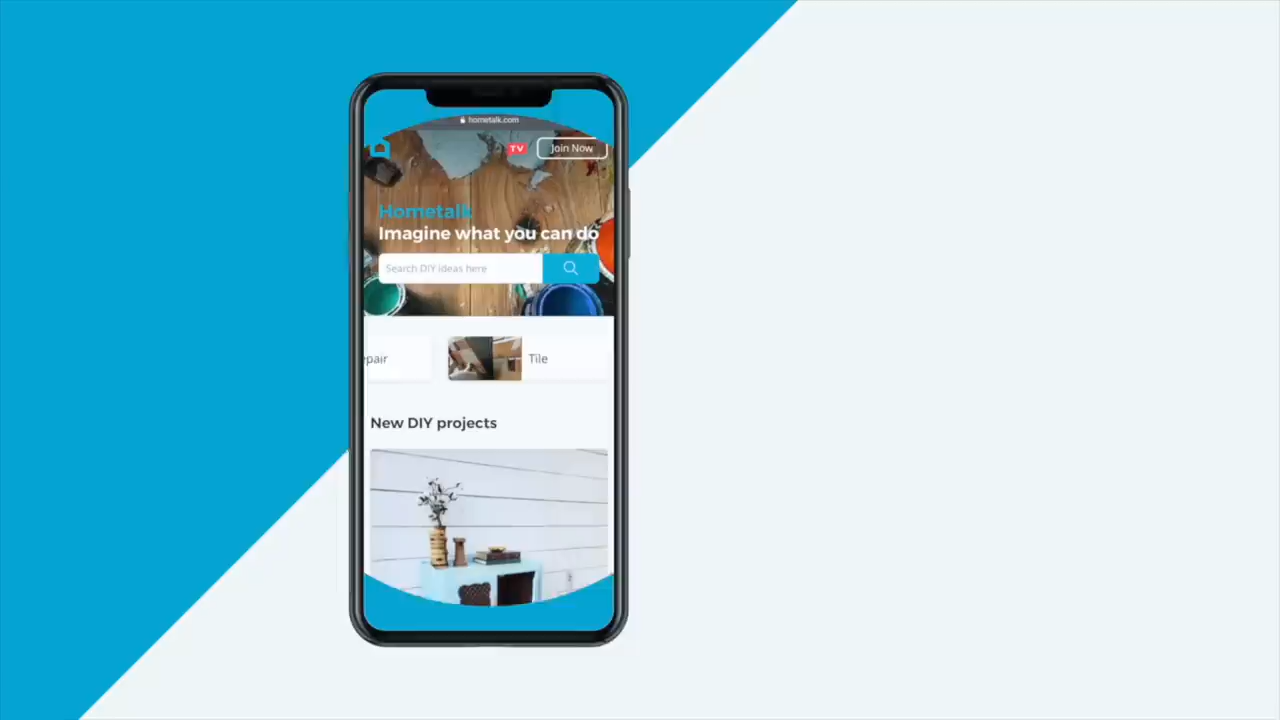 hometalk.com
TV
Join Now
Hometalk
Imagine what you can do
Search DIY ideas here
epair
Tile
New DIY projects